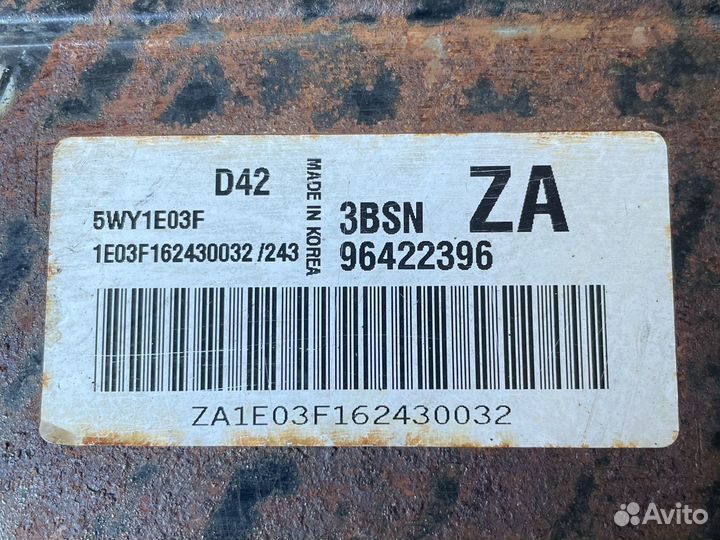 D42
5WY1E03F
1E03F162430032 /243
MADE IN KOREA
3BSN ZA
96422396
ZA1E03F162430032
Avito